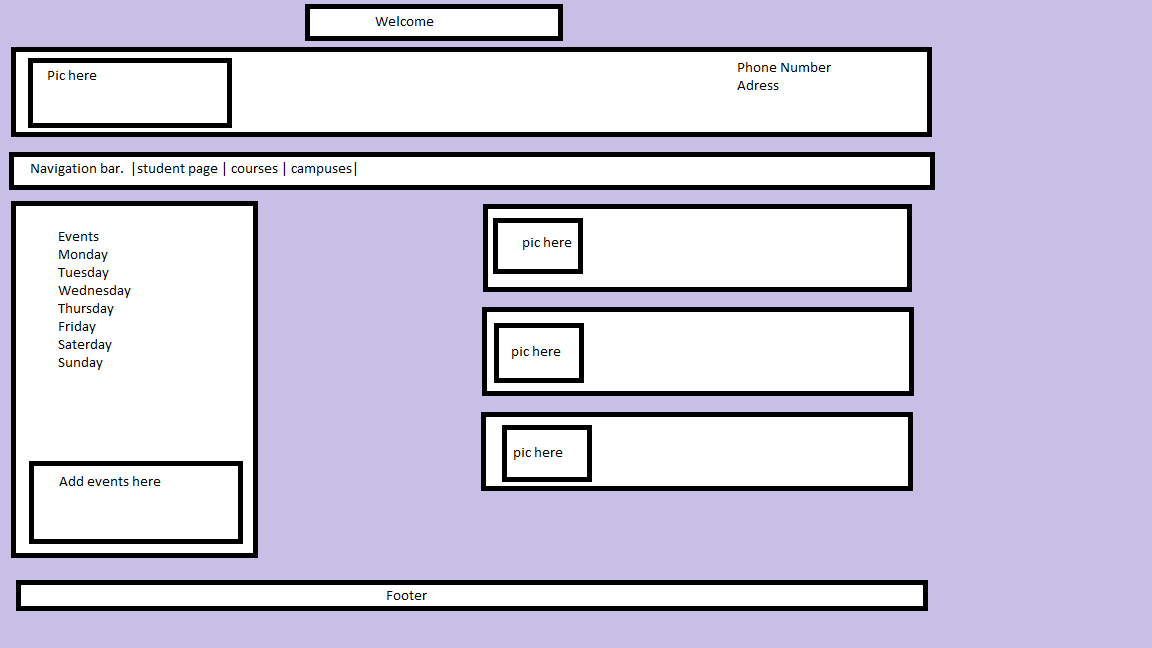 Welcome
Pic here
Phone Number
Adress
Navigation bar. |student page | courses | campuses|
Events
Monday
Tuesday
Wednesday
Thursday
Friday
Saterday
Sunday
Add events here
pic here
pic here
pic here
Footer